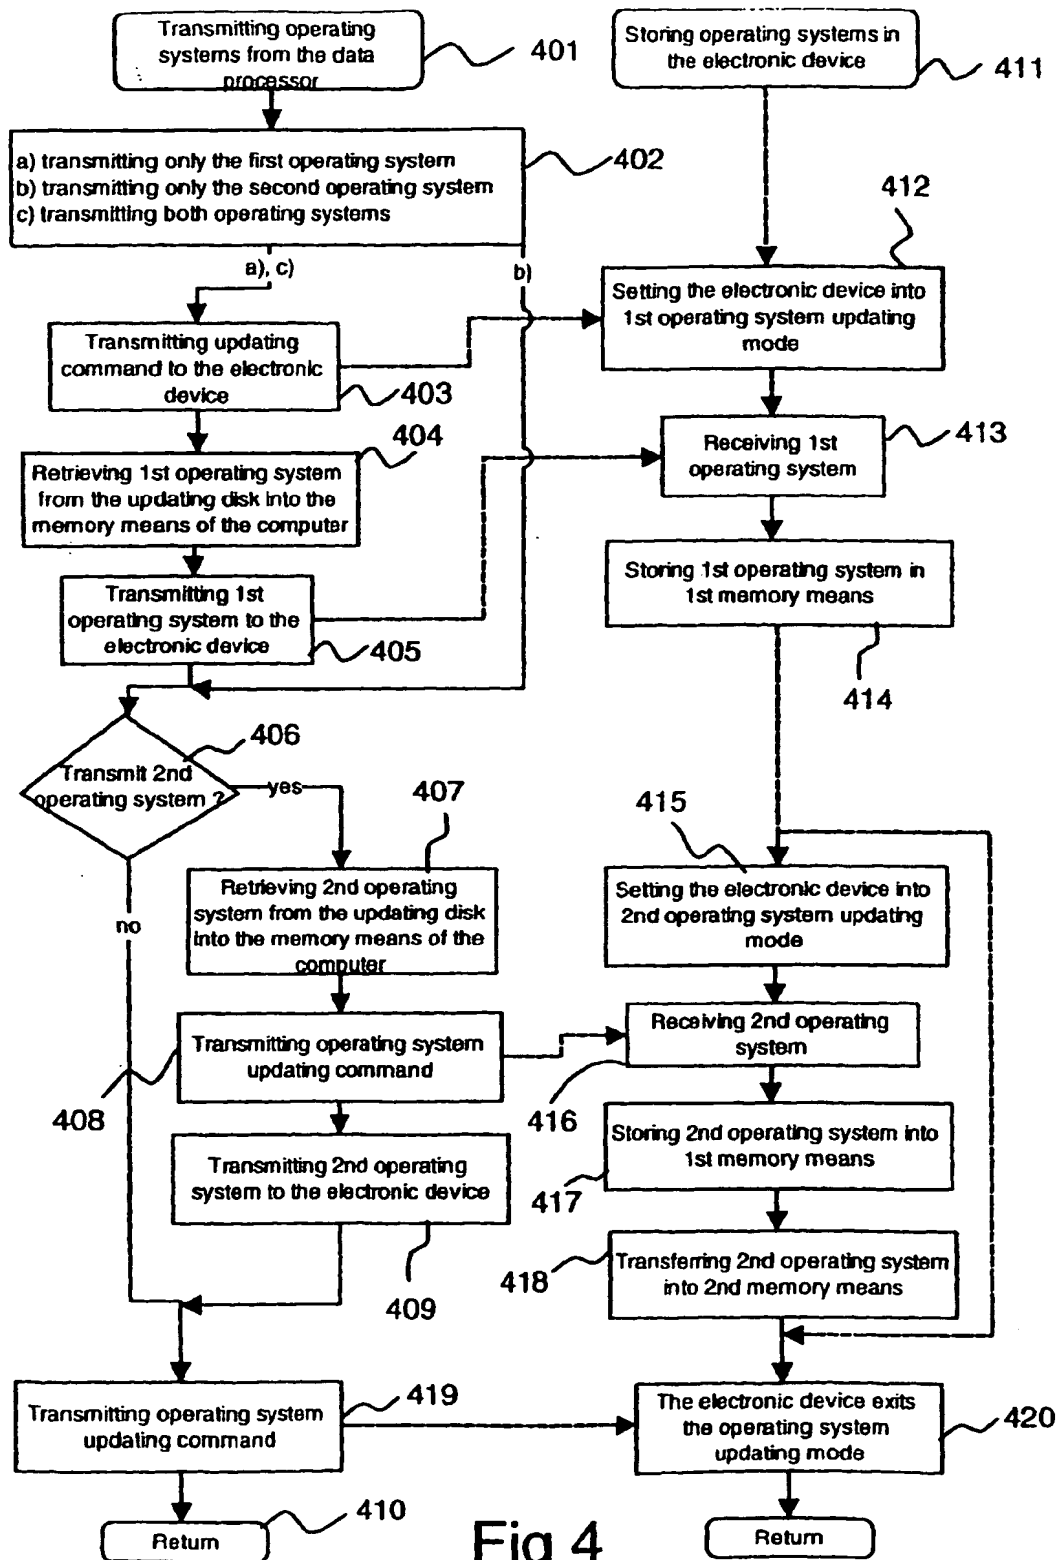 Transmitting operating
systems from the data
processor
401
Storing operating systems in
the electronic device
411
a) transmitting only the first operating system
b) transmitting only the second operating system
c) transmitting both operating systems
402
412
a), c)
b)
Setting the electronic device into
1st operating system updating
mode
Transmitting updating
command to the electronic
device
403
404
Receiving 1st
operating system
413
Retrieving 1st operating system
from the updating disk into the
memory means of the computer
Storing 1st operating system in
1st memory means
414
Transmitting 1st
operating system to the
electronic device
405
406
Transmit 2nd
operating system ?
yes
407
415
no
Retrieving 2nd operating
system from the updating disk
into the memory means of the
computer
Setting the electronic device into
2nd operating system updating
mode
Transmitting operating system
updating command
408
Receiving 2nd operating
system
416
Storing 2nd operating system into
1st memory means
417
Transmitting 2nd operating
system to the electronic device
409
Transferring 2nd operating system
into 2nd memory means
418
Transmitting operating system
updating command
419
The electronic device exits
the operating system
updating mode
420
Return
410
Fig 4
Return